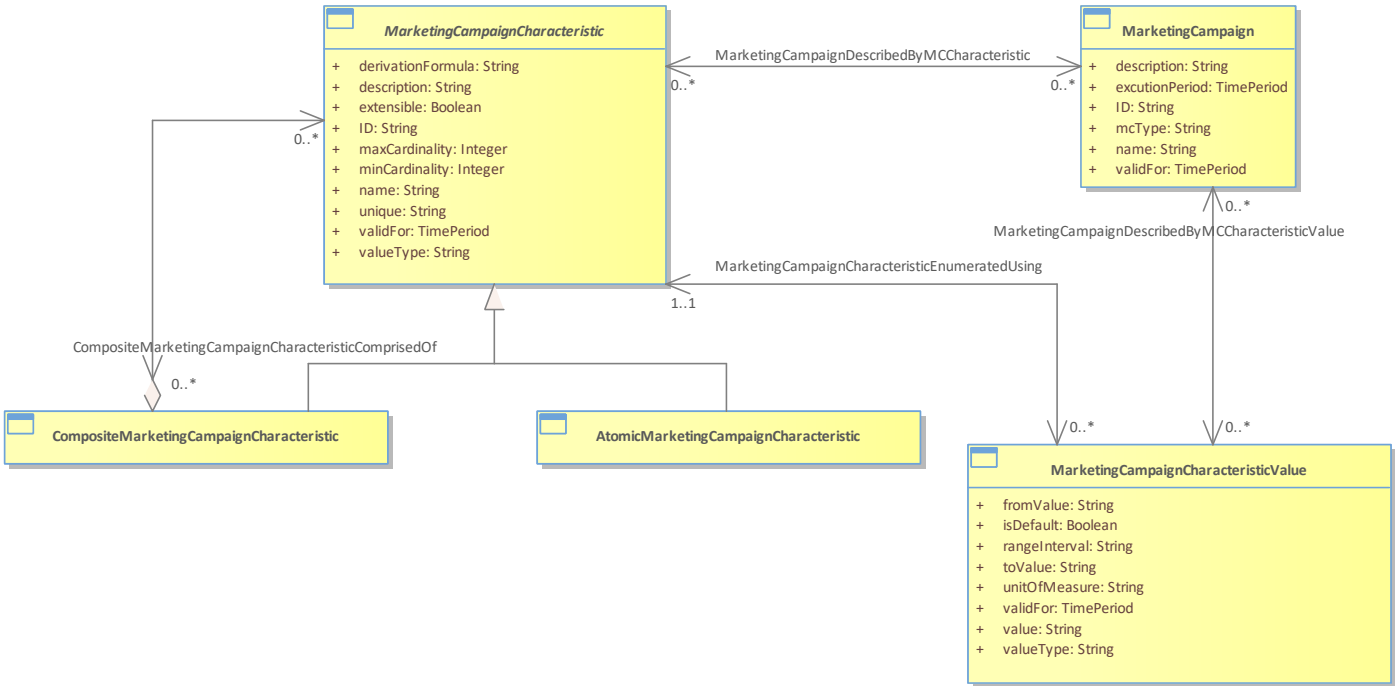 MarketingCampaignCharacteristic
+ derivationFormula: String
+ description: String
+ extensible: Boolean
+ ID: String
+ maxCardinality: Integer
+ minCardinality: Integer
+ name: String
+ unique: String
+ validFor: TimePeriod
+ valueType: String
MarketingCampaignDescribedByMCCharacteristic
0..*
0..*
MarketingCampaign
+ description: String
+ excutionPeriod: TimePeriod
+ ID: String
+ mcType: String
+ name: String
+ validFor: TimePeriod
0..*
0..*
MarketingCampaignDescribedByMCCharacteristicValue
MarketingCampaignCharacteristicEnumeratedUsing
1..1
CompositeMarketingCampaignCharacteristicComprisedOf
0..*
CompositeMarketingCampaignCharacteristic
AtomicMarketingCampaignCharacteristic
0..*
0..*
MarketingCampaignCharacteristicValue
+ fromValue: String
+ isDefault: Boolean
+ rangeInterval: String
+ toValue: String
+ unitOfMeasure: String
+ validFor: TimePeriod
+ value: String
+ valueType: String